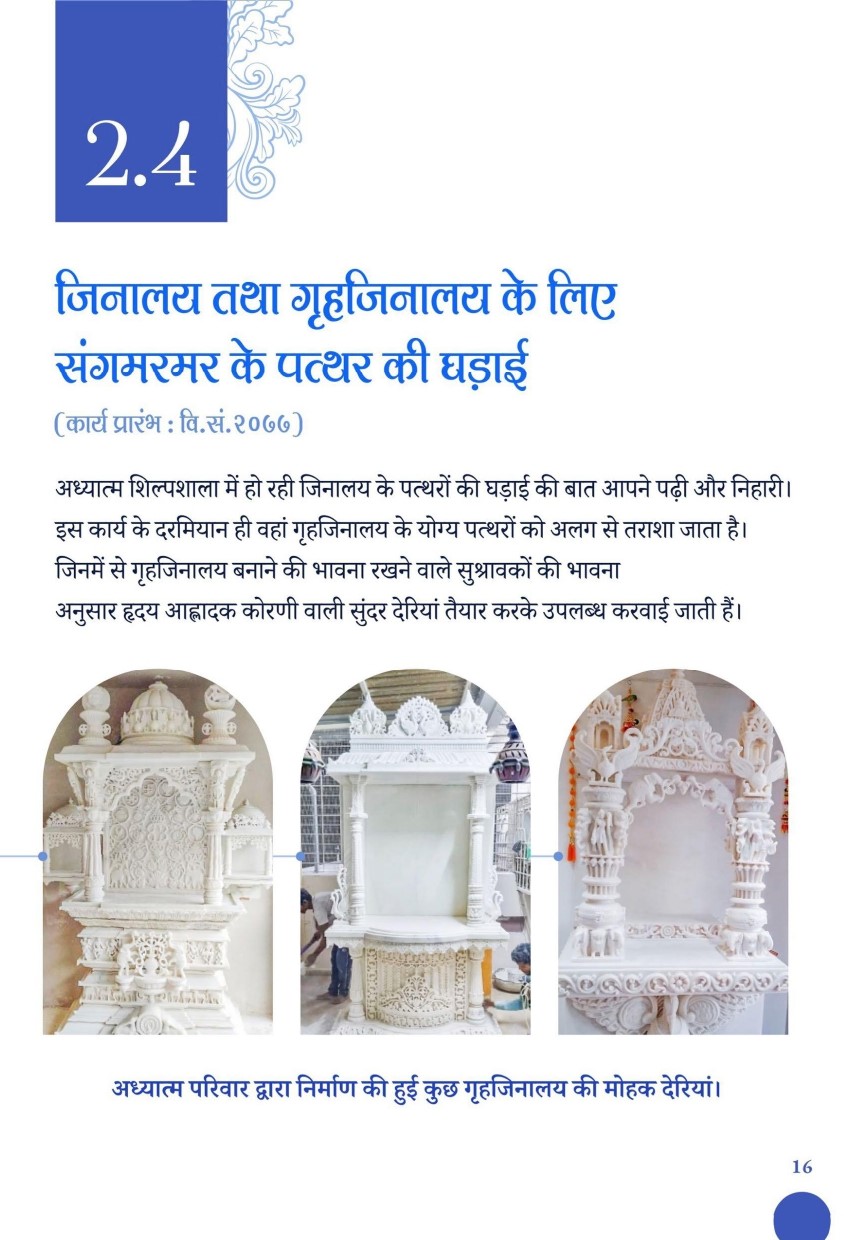 2.4
जिनालय तथा गृहजिनालय के लिए
संगमरमर के पत्थर की घड़ाई
(कार्य प्रारंभ : वि.सं.२०७७)
अध्यात्म शिल्पशाला में हो रही जिनालय के पत्थरों की घड़ाई की बात आपने पढ़ी और निहारी।
इस कार्य के दरमियान ही वहां गृहजिनालय के योग्य पत्थरों को अलग से तराशा जाता है।
जिनमें से गृहजिनालय बनाने की भावना रखने वाले सुश्रावकों की भावना
अनुसार हृदय आह्लादक कोरणी वाली सुंदर देरियां तैयार करके उपलब्ध करवाई जाती हैं।
अध्यात्म परिवार द्वारा निर्माण की हुई कुछ गृहजिनालय की मोहक देरियां।
16